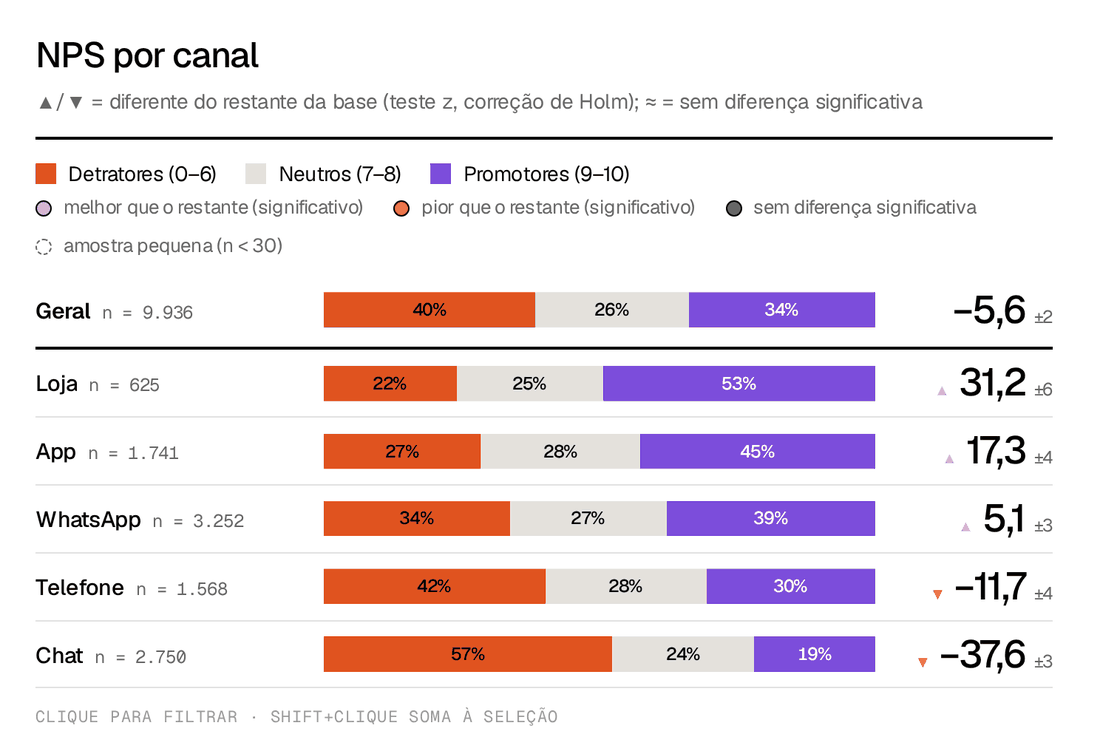 NPS por canal
▲/▼ = diferente do restante da base (teste z, correção de Holm); ≈ = sem diferença significativa
Detratores (0–6) Neutros (7–8) Promotores (9–10)
melhor que o restante (significativo) pior que o restante (significativo) sem diferença significativa
amostra pequena (n < 30)
Geral n = 9.936 40% 26% 34% −5,6 ±2
Loja n = 625 22% 25% 53% ▲ 31,2 ±6
App n = 1.741 27% 28% 45% ▲ 17,3 ±4
WhatsApp n = 3.252 34% 27% 39% ▲ 5,1 ±3
Telefone n = 1.568 42% 28% 30% ▼ −11,7 ±4
Chat n = 2.750 57% 24% 19% ▼ −37,6 ±3
CLIQUE PARA FILTRAR · SHIFT+CLIQUE SOMA À SELEÇÃO